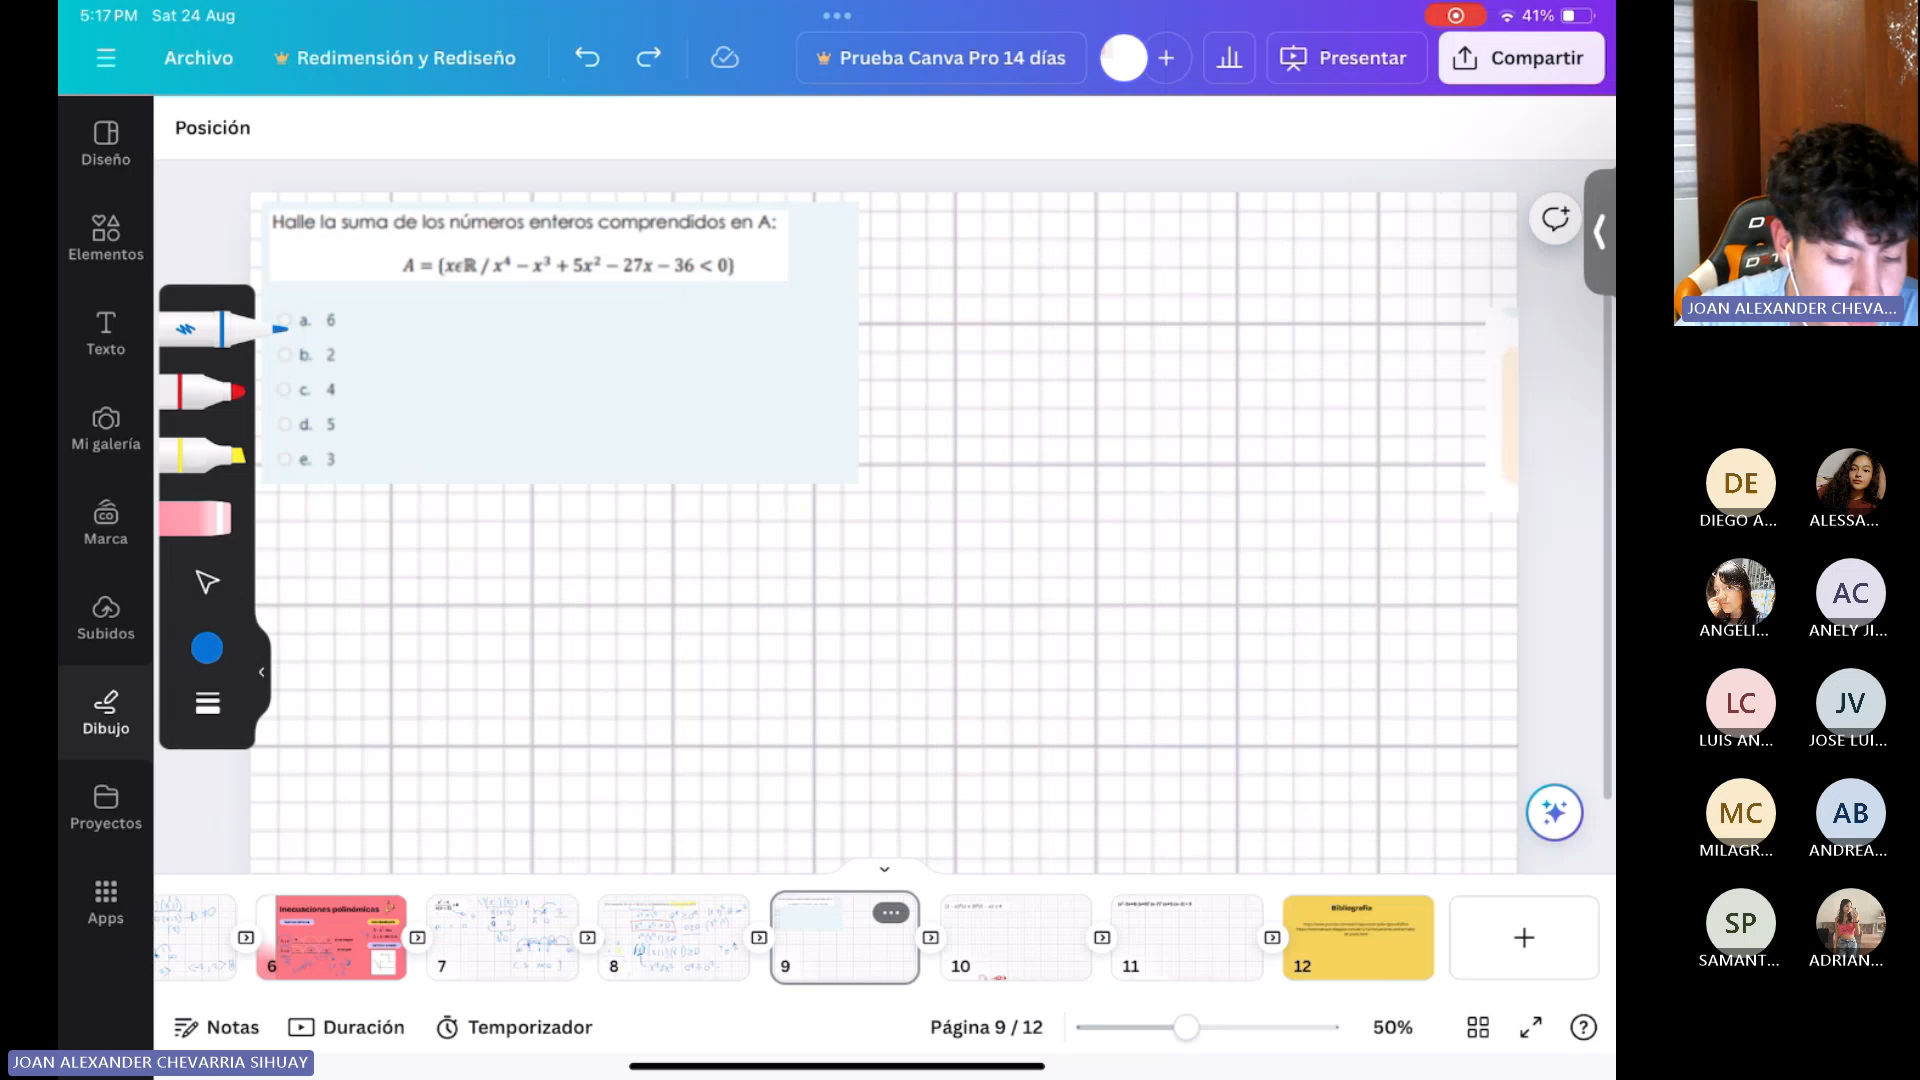 5:17 PM Sat 24 Aug
41%
Archivo
Redimensión y Rediseño
Prueba Canva Pro 14 días
Presentar
Compartir
Posición
Diseño
Elementos
Texto
Mi galería
Marca
Subidos
Dibujo
Proyectos
Apps
Halle la suma de los números enteros comprendidos en A:
A = {xϵℝ / x⁴ − x³ + 5x² − 27x − 36 < 0}
a. 6
b. 2
c. 4
d. 5
e. 3
JOAN ALEXANDER CHEVA...
DE
DIEGO A...
ALESSA...
ANGELI...
AC
ANELY JI...
LC
LUIS AN...
JV
JOSE LUI...
MC
MILAGR...
AB
ANDREA...
SP
SAMANT...
ADRIAN...
Inecuaciones polinómicas
6
7
8
9
10
11
Bibliografía
12
Notas
Duración
Temporizador
Página 9 / 12
50%
JOAN ALEXANDER CHEVARRIA SIHUAY